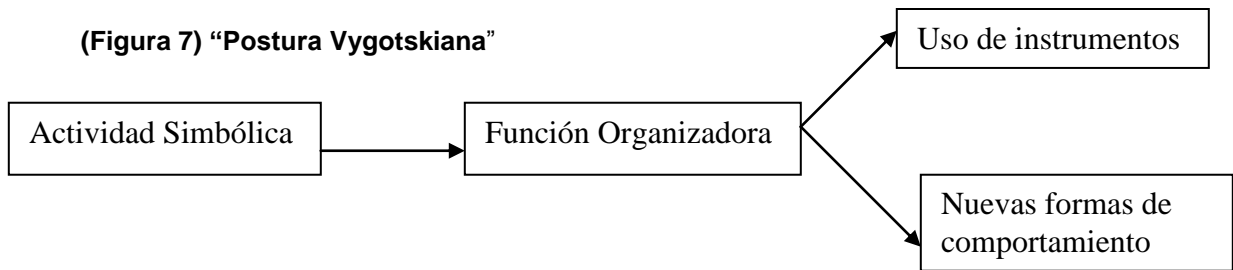 (Figura 7) “Postura Vygotskiana”
Uso de instrumentos
Actividad Simbólica
Función Organizadora
Nuevas formas de
comportamiento